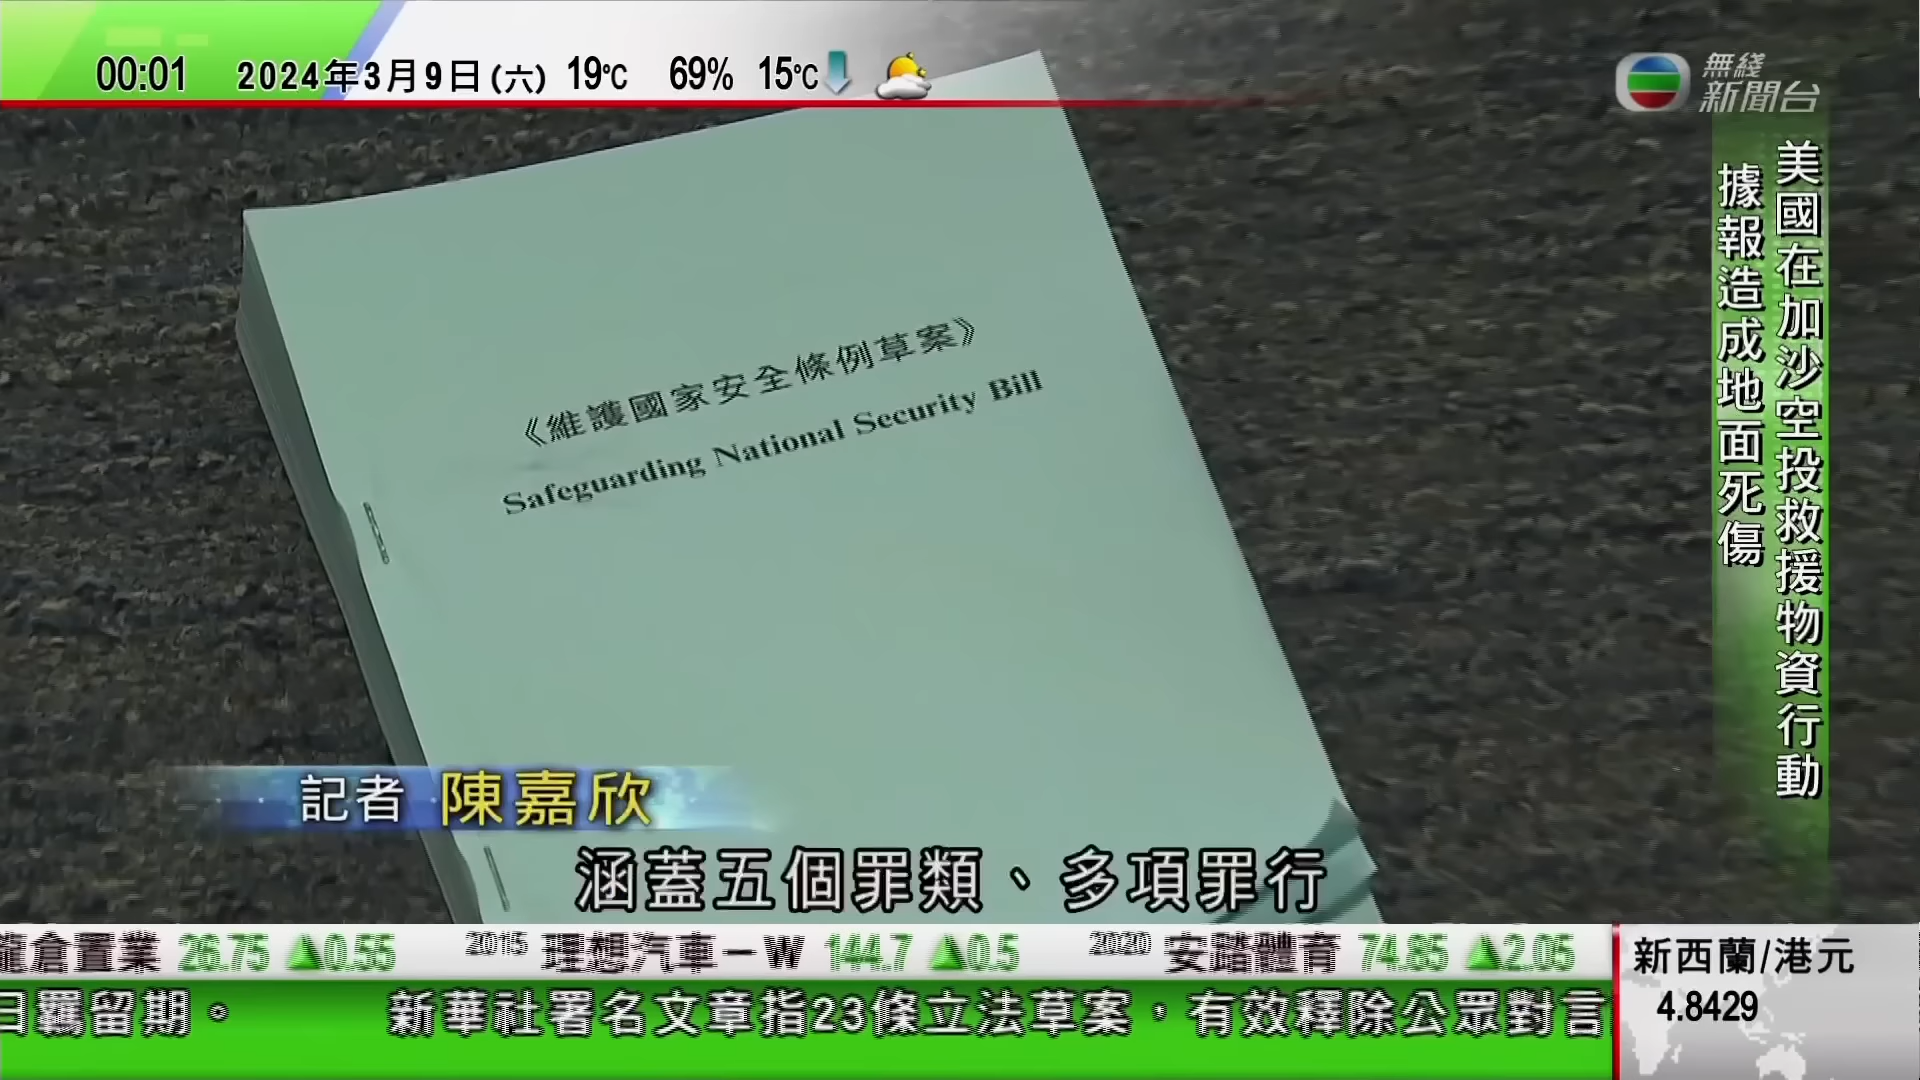 00:01 2024年3月9日(六) 19℃ 69% 15℃
無綫
新聞台
美國在加沙空投救援物資行動
據報造成地面死傷
《維護國家安全條例草案》
Safeguarding National Security Bill
記者 陳嘉欣
涵蓋五個罪類、多項罪行
龍倉置業 26.75 ▲0.55 2015 理想汽車－W 144.7 ▲0.5 2020 安踏體育 74.85 ▲2.05
日羈留期。 新華社署名文章指23條立法草案，有效釋除公眾對言
新西蘭/港元
4.8429